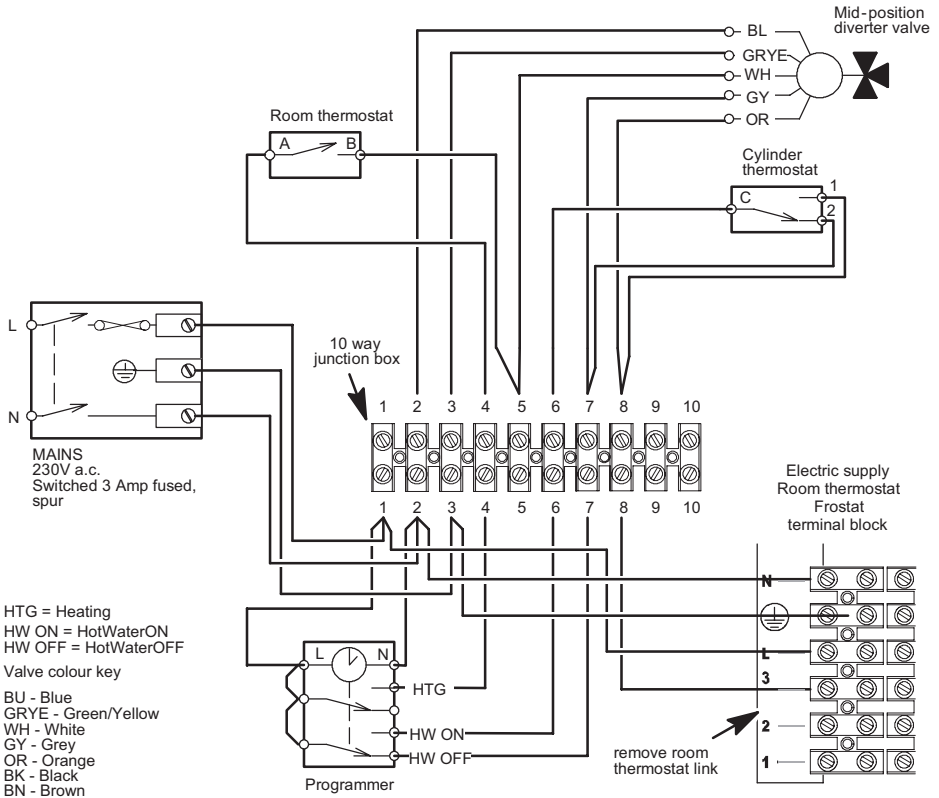 Mid-position
diverter valve
BL
GRYE
WH
GY
OR
Room thermostat
A B
Cylinder
thermostat
C
1
2
L
N
MAINS
230V a.c.
Switched 3 Amp fused,
spur
10 way
junction box
1 2 3 4 5 6 7 8 9 10
1 2 3 4 5 6 7 8 9 10
Electric supply
Room thermostat
Frostat
terminal block
N
L
3
2
1
remove room
thermostat link
L N
HTG
HW ON
HW OFF
Programmer
HTG = Heating
HW ON = HotWaterON
HW OFF = HotWaterOFF
Valve colour key
BU - Blue
GRYE - Green/Yellow
WH - White
GY - Grey
OR - Orange
BK - Black
BN - Brown